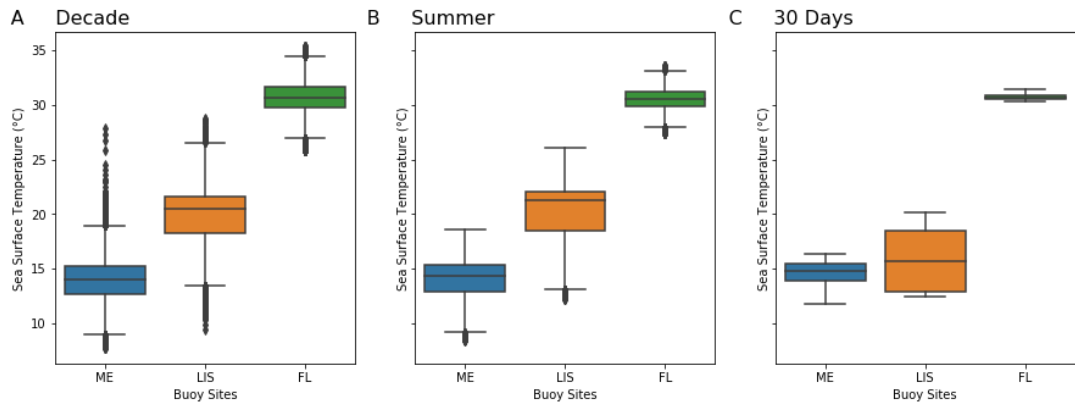 A Decade
B Summer
C 30 Days
Sea Surface Temperature (°C)
35
30
25
20
15
10
ME LIS FL
Buoy Sites
Sea Surface Temperature (°C)
ME LIS FL
Buoy Sites
Sea Surface Temperature (°C)
ME LIS FL
Buoy Sites